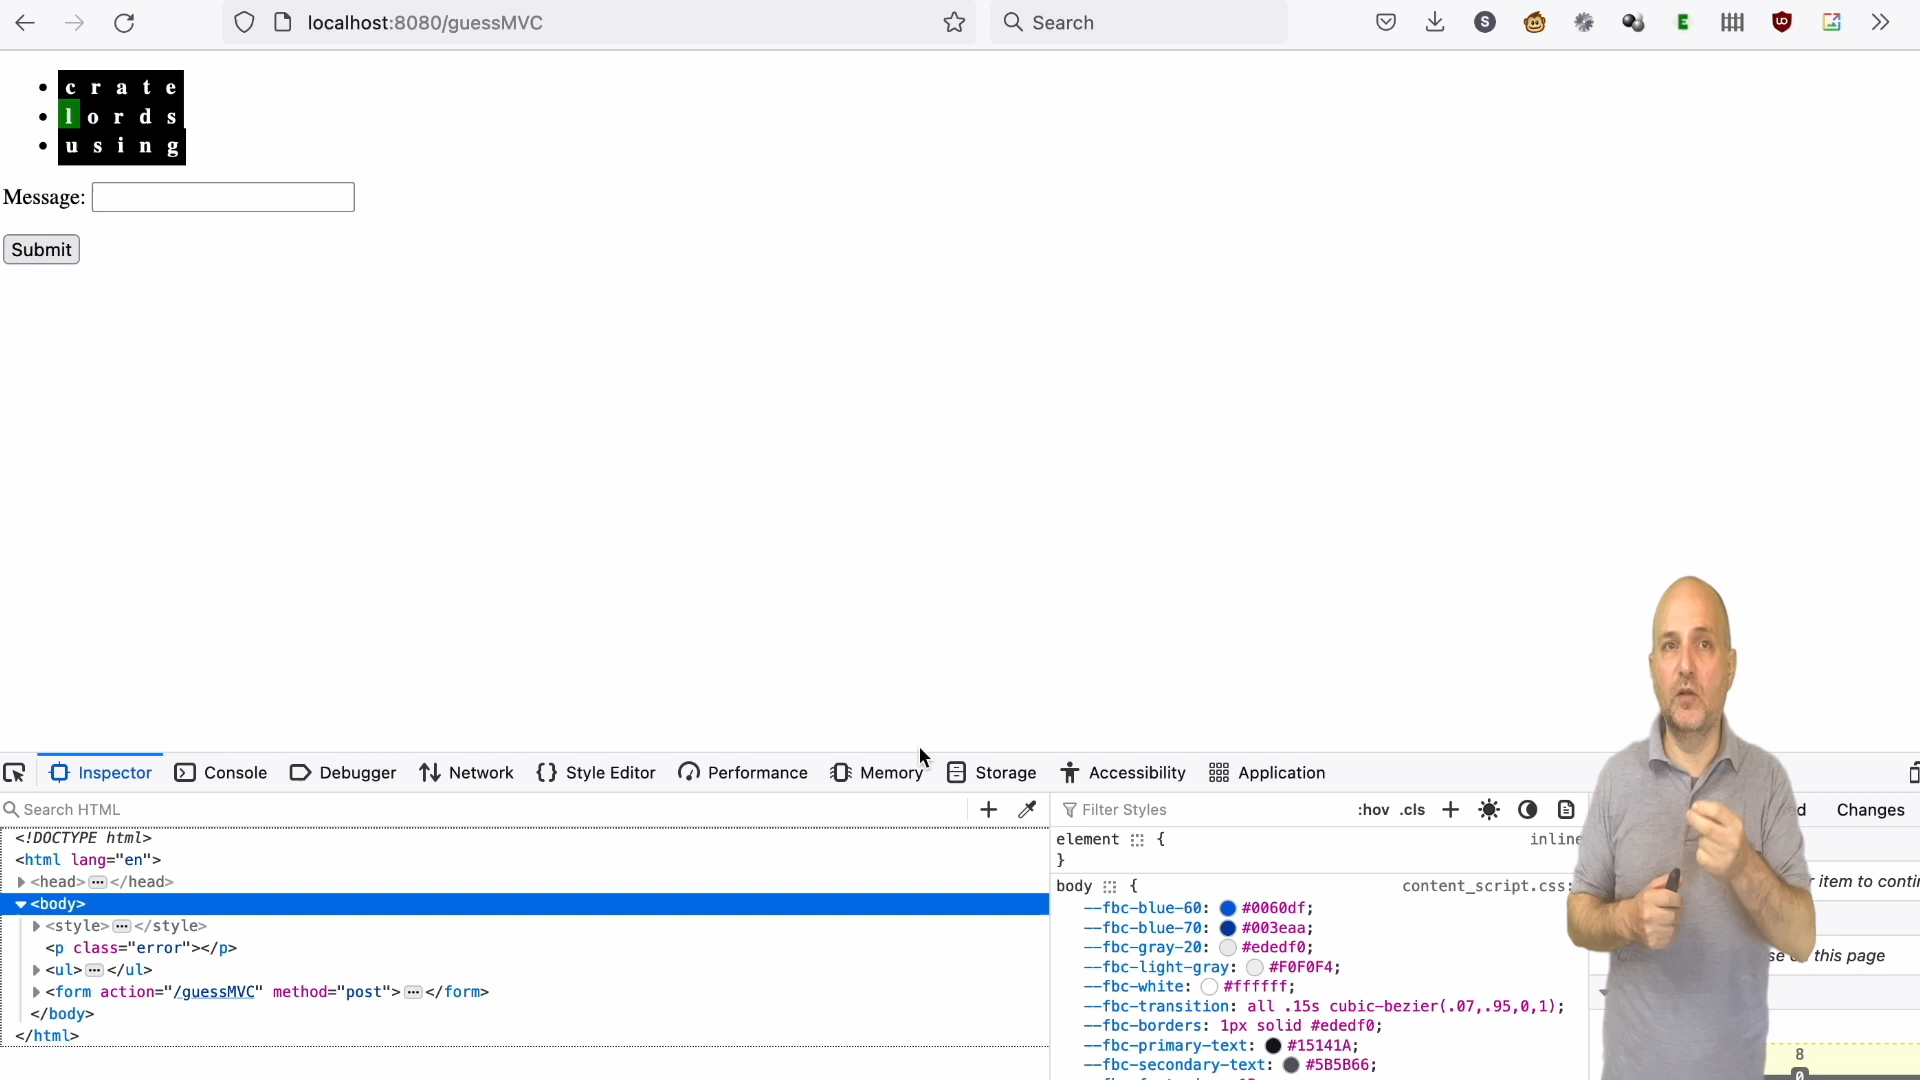 localhost:8080/guessMVC
Search
c r a t e
l o r d s
u s i n g
Message:
Submit
Inspector Console Debugger Network Style Editor Performance Memory Storage Accessibility Application
Search HTML
Filter Styles :hov .cls Changes
<!DOCTYPE html>
<html lang="en">
<head> </head>
<body>
<style> </style>
<p class="error"></p>
<ul> </ul>
<form action="/guessMVC" method="post"> </form>
</body>
</html>
element { inline
}
body { content_script.css:
--fbc-blue-60: #0060df;
--fbc-blue-70: #003eaa;
--fbc-gray-20: #ededf0;
--fbc-light-gray: #F0F0F4;
--fbc-white: #ffffff;
--fbc-transition: all .15s cubic-bezier(.07,.95,0,1);
--fbc-borders: 1px solid #ededf0;
--fbc-primary-text: #15141A;
--fbc-secondary-text: #5B5B66;
item to conti
this page
8
0